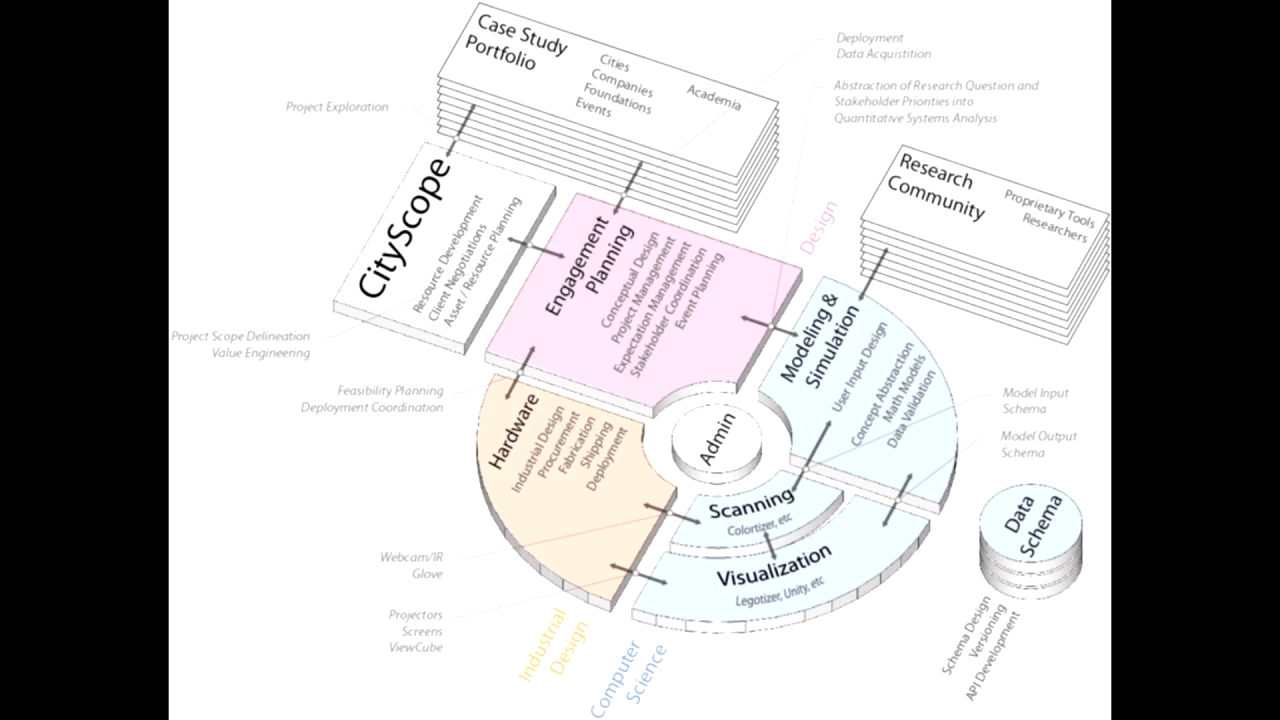 Case Study
Portfolio
Cities
Companies
Foundations
Events
Academia
Deployment
Data Acquistition
Abstraction of Research Question and
Stakeholder Priorities into
Quantitative Systems Analysis
Project Exploration
CityScope
Resource Development
Client Negotiations
Asset / Resource Planning
Research
Community
Proprietary Tools
Researchers
Design
Engagement
Planning
Conceptual Design
Project Management
Expectation Management
Stakeholder Coordination
Event Planning
Modeling &
Simulation
User Input Design
Concept Abstraction
Math Models
Data Validation
Project Scope Delineation
Value Engineering
Feasibility Planning
Deployment Coordination
Hardware
Industrial Design
Procurement
Fabrication
Shipping
Deployment
Admin
Model Input
Schema
Model Output
Schema
Scanning
Colortizer, etc
Visualization
Legotizer, Unity, etc
Data
Schema
Schema Design
Versioning
API Development
Webcam/IR
Glove
Projectors
Screens
ViewCube
Industrial
Design
Computer
Science